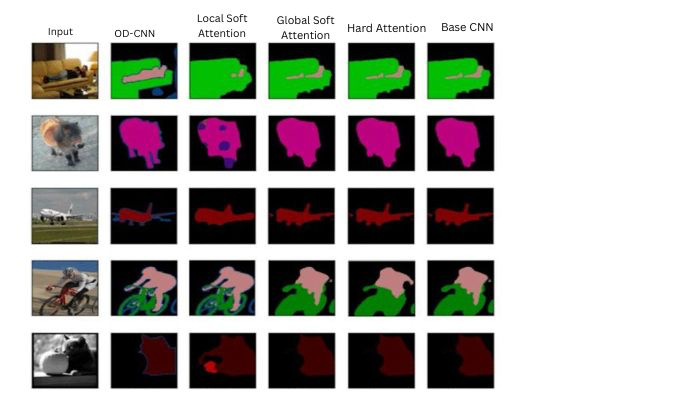 Input
OD-CNN
Local Soft
Attention
Global Soft
Attention
Hard Attention
Base CNN